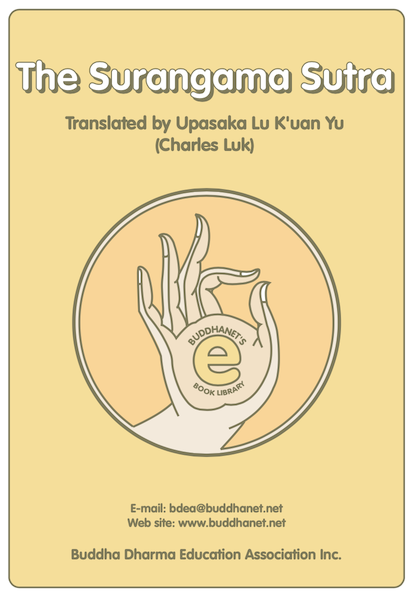 The Surangama Sutra
Translated by Upasaka Lu K'uan Yu
(Charles Luk)
BUDDHANET'S
e
BOOK LIBRARY
E-mail: bdea@buddhanet.net
Web site: www.buddhanet.net
Buddha Dharma Education Association Inc.